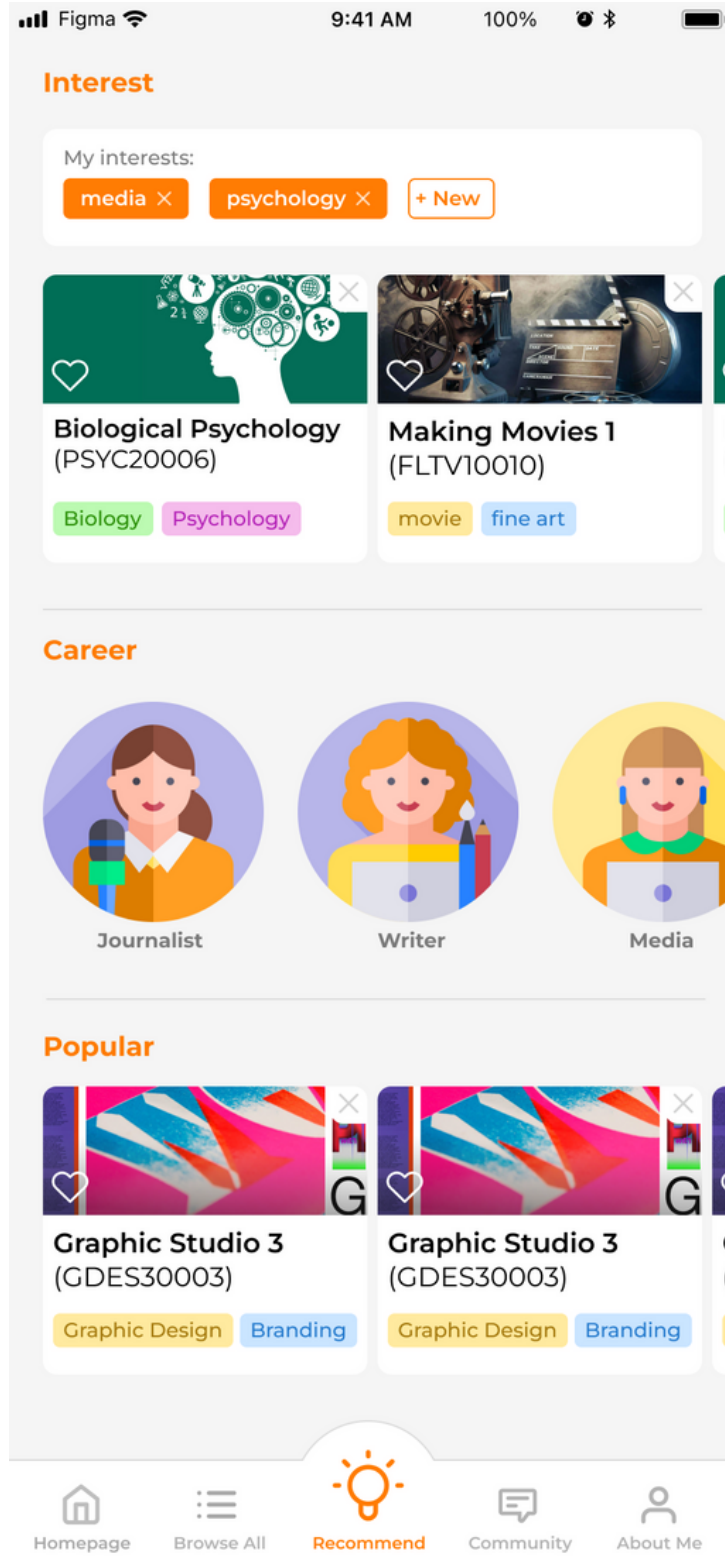 Figma 9:41 AM 100%
Interest
My interests:
media × psychology × + New
Biological Psychology
(PSYC20006)
Biology Psychology
Making Movies 1
(FLTV10010)
movie fine art
Career
Journalist Writer Media
Popular
G
Graphic Studio 3
(GDES30003)
Graphic Design Branding
G
Graphic Studio 3
(GDES30003)
Graphic Design Branding
Homepage Browse All Recommend Community About Me